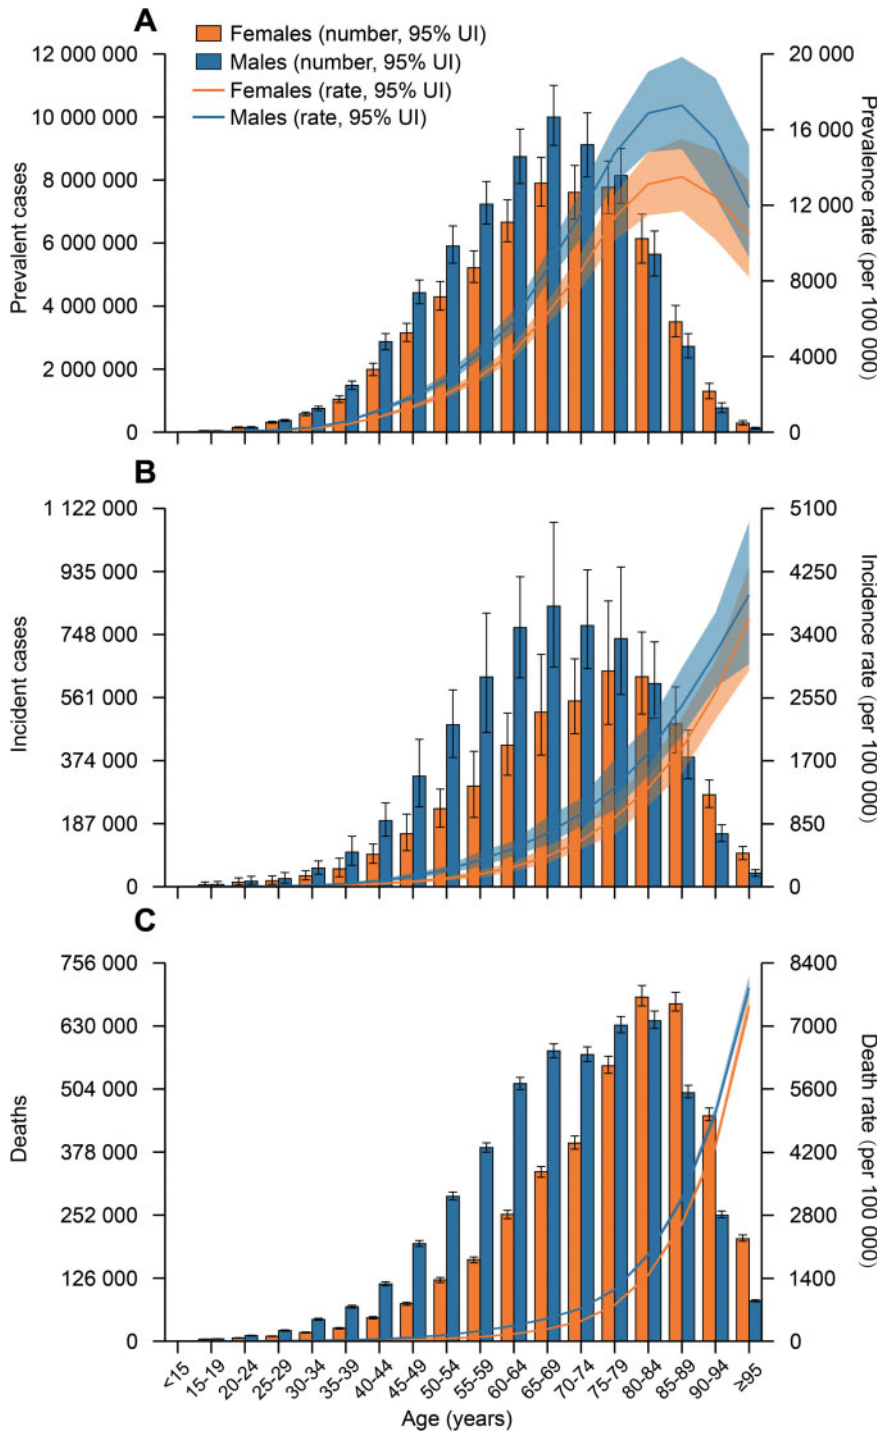 A
Females (number, 95% UI)
Males (number, 95% UI)
Females (rate, 95% UI)
Males (rate, 95% UI)
Prevalent cases
12 000 000
10 000 000
8 000 000
6 000 000
4 000 000
2 000 000
0
20 000
16 000
12 000
8000
4000
0
Prevalence rate (per 100 000)
B
Incident cases
1 122 000
935 000
748 000
561 000
374 000
187 000
0
5100
4250
3400
2550
1700
850
0
Incidence rate (per 100 000)
C
Deaths
756 000
630 000
504 000
378 000
252 000
126 000
0
8400
7000
5600
4200
2800
1400
0
Death rate (per 100 000)
<15
15-19
20-24
25-29
30-34
35-39
40-44
45-49
50-54
55-59
60-64
65-69
70-74
75-79
80-84
85-89
90-94
≥95
Age (years)